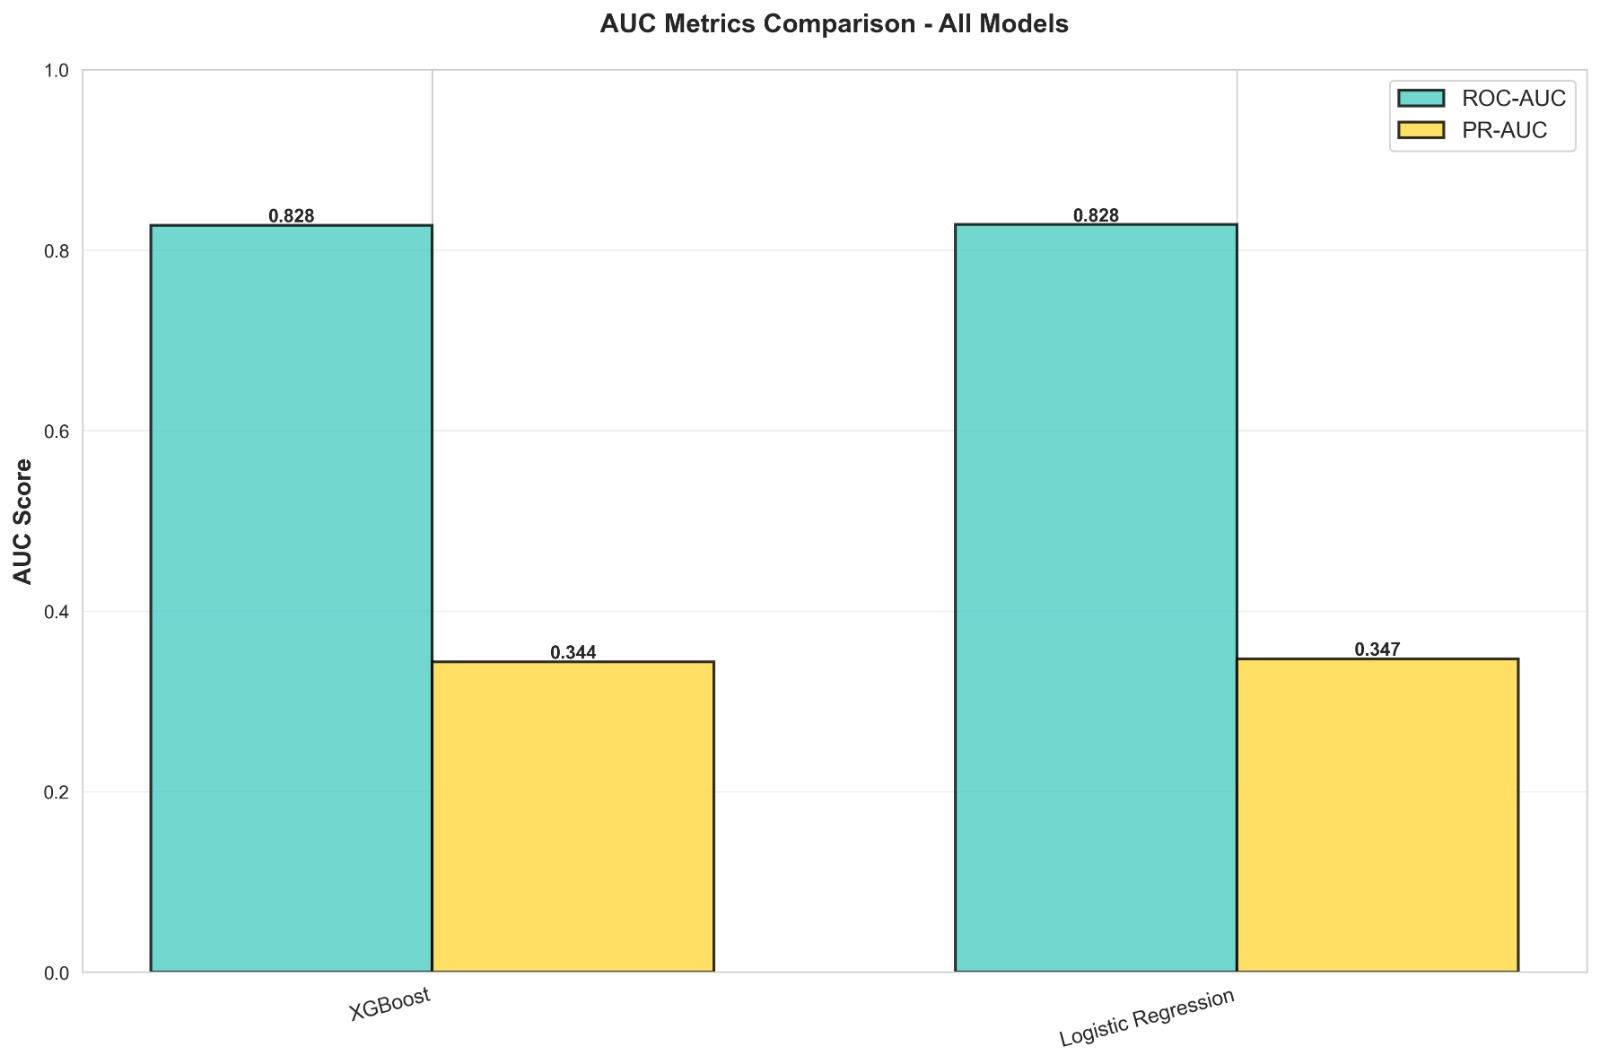 AUC Metrics Comparison - All Models
1.0
0.8
0.6
0.4
0.2
0.0
AUC Score
ROC-AUC
PR-AUC
0.828
0.344
0.828
0.347
XGBoost
Logistic Regression